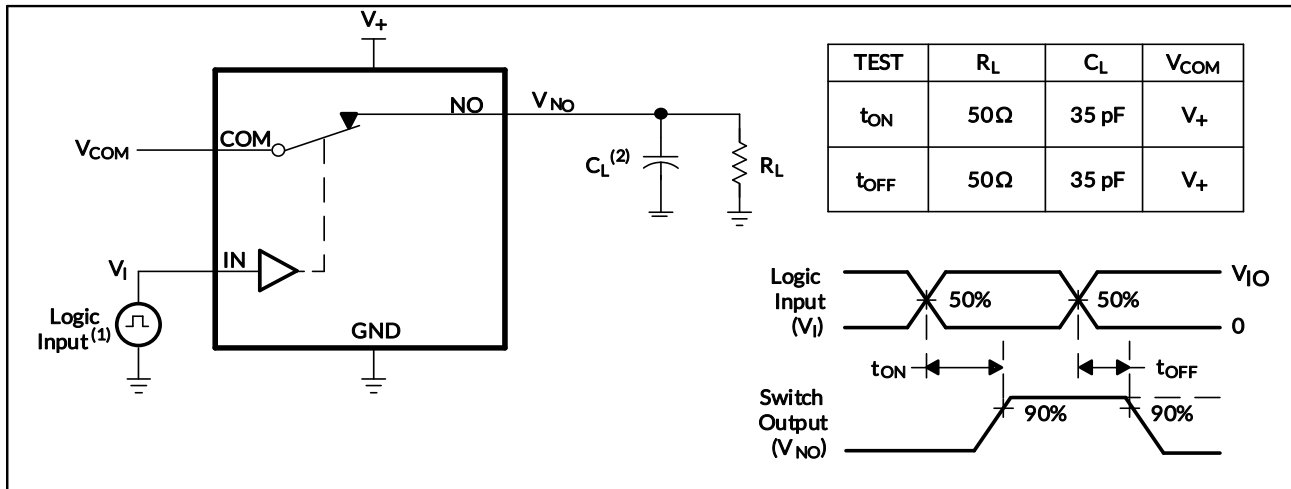 V+
NO
VNO
COM
VCOM
CL(2)
RL
VI
IN
Logic
Input(1)
GND
TEST RL CL VCOM
tON 50Ω 35 pF V+
tOFF 50Ω 35 pF V+
Logic
Input
(VI)
50%
50%
VIO
0
tON
tOFF
Switch
Output
(VNO)
90%
90%